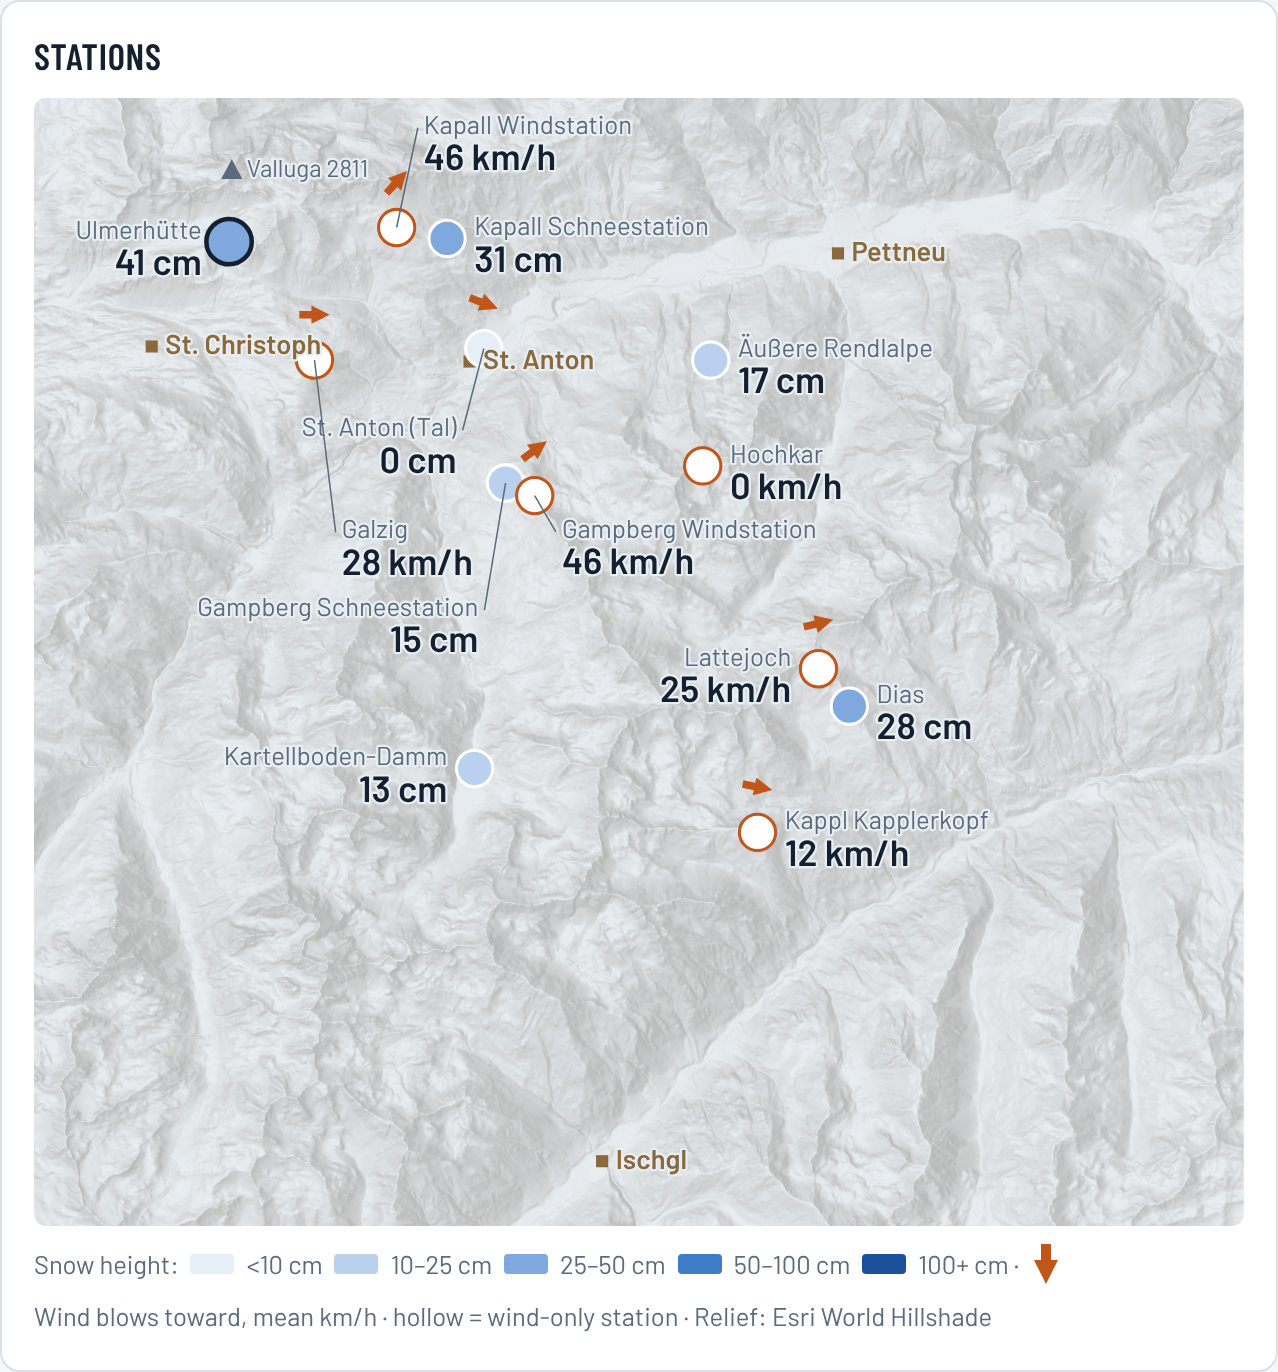 STATIONS
Kapall Windstation
46 km/h
Valluga 2811
Ulmerhütte
41 cm
Kapall Schneestation
31 cm
Pettneu
St. Christoph
St. Anton
Äußere Rendlalpe
17 cm
St. Anton (Tal)
0 cm
Hochkar
0 km/h
Galzig
28 km/h
Gampberg Windstation
46 km/h
Gampberg Schneestation
15 cm
Lattejoch
25 km/h
Dias
28 cm
Kartellboden-Damm
13 cm
Kappl Kapplerkopf
12 km/h
Ischgl
Snow height: <10 cm 10–25 cm 25–50 cm 50–100 cm 100+ cm ·
Wind blows toward, mean km/h · hollow = wind-only station · Relief: Esri World Hillshade